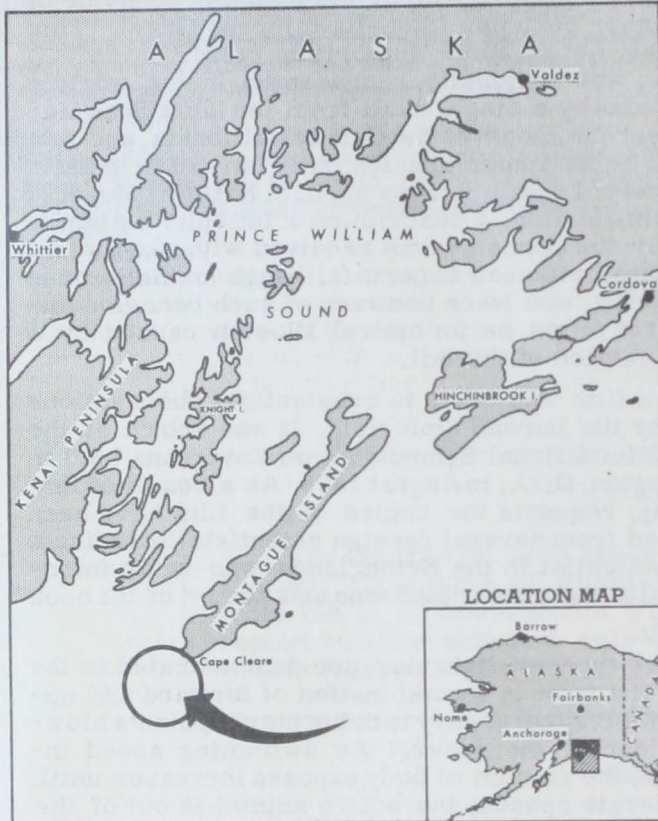 ALASKA
Valdez
Whittier
PRINCE WILLIAM
SOUND
Cordova
KENAI PENINSULA
KNIGHT I.
HINCHINBROOK I.
MONTAGUE ISLAND
Cape Cleare
LOCATION MAP
Barrow
ALASKA
Fairbanks
CANADA
Nome
Anchorage